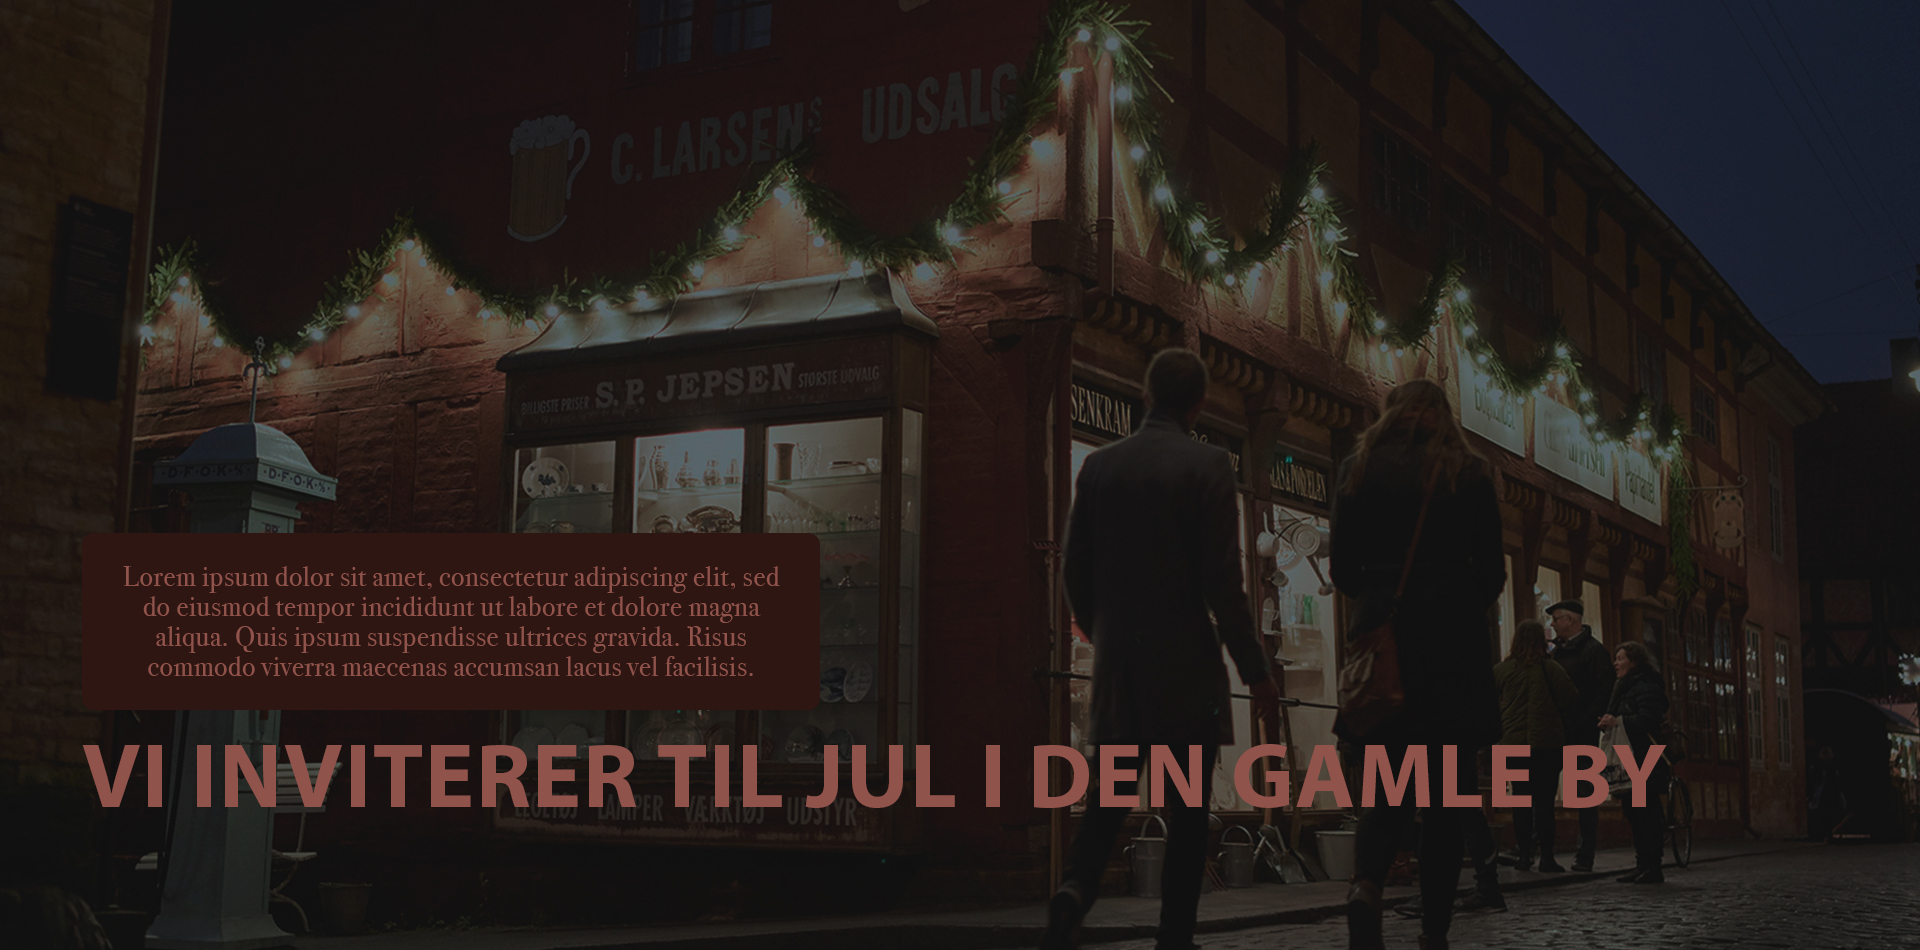 C. LARSENS UDSALG
BILLIGSTE PRISER S. P. JEPSEN STØRSTE UDVALG
SENKRAM
D·F·O·K·
D·F·O·K·
Lorem ipsum dolor sit amet, consectetur adipiscing elit, sed
do eiusmod tempor incididunt ut labore et dolore magna
aliqua. Quis ipsum suspendisse ultrices gravida. Risus
commodo viverra maecenas accumsan lacus vel facilisis.
VI INVITERER TIL JUL I DEN GAMLE BY
LEGETØJ LAMPER VÆRKTØJ UDSTYR